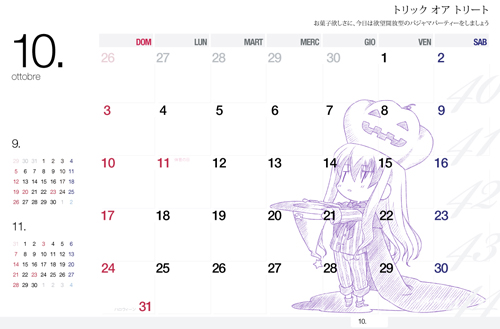 トリック オア トリート
お菓子欲しさに、今日は欲望開放型のパジャマパーティーをしましょう
10.
ottobre
DOM LUN MART MERC GIO VEN SAB
26 27 28 29 30 1 2
3 4 5 6 7 8 9
10 11 12 13 14 15 16
17 18 19 20 21 22 23
24 25 26 27 28 29 30
31
40
41
42
43
44
9.
29 30 31 1 2 3 4
5 6 7 8 9 10 11
12 13 14 15 16 17 18
19 20 21 22 23 24 25
26 27 28 29 30 1 2
11.
31 1 2 3 4 5 6
7 8 9 10 11 12 13
14 15 16 17 18 19 20
21 22 23 24 25 26 27
28 29 30 1 2 3 4
10.